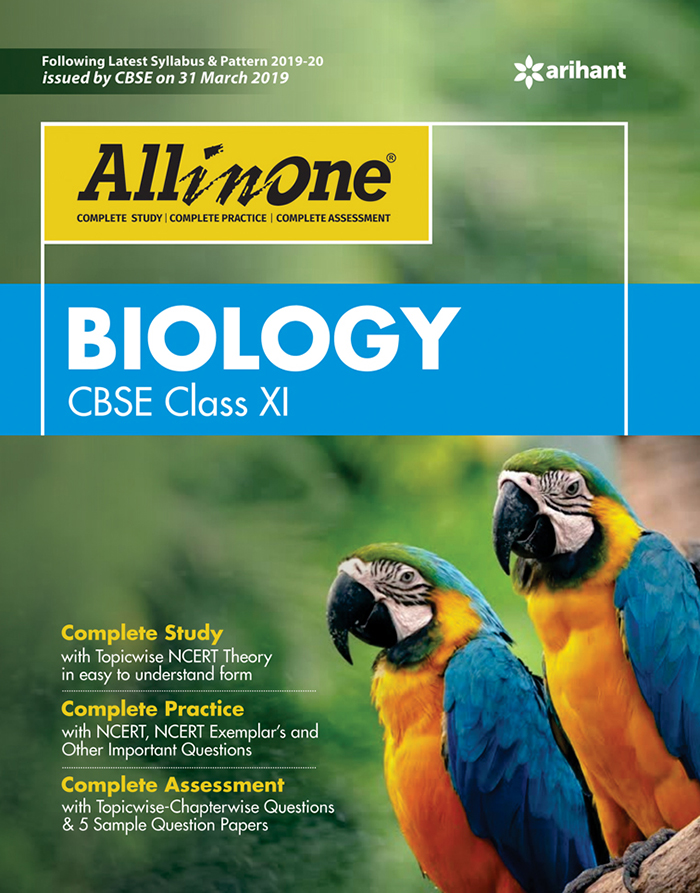 Following Latest Syllabus & Pattern 2019-20
issued by CBSE on 31 March 2019
arihant
All in One®
COMPLETE STUDY | COMPLETE PRACTICE | COMPLETE ASSESSMENT
BIOLOGY
CBSE Class XI
Complete Study
with Topicwise NCERT Theory
in easy to understand form
Complete Practice
with NCERT, NCERT Exemplar's and
Other Important Questions
Complete Assessment
with Topicwise-Chapterwise Questions
& 5 Sample Question Papers